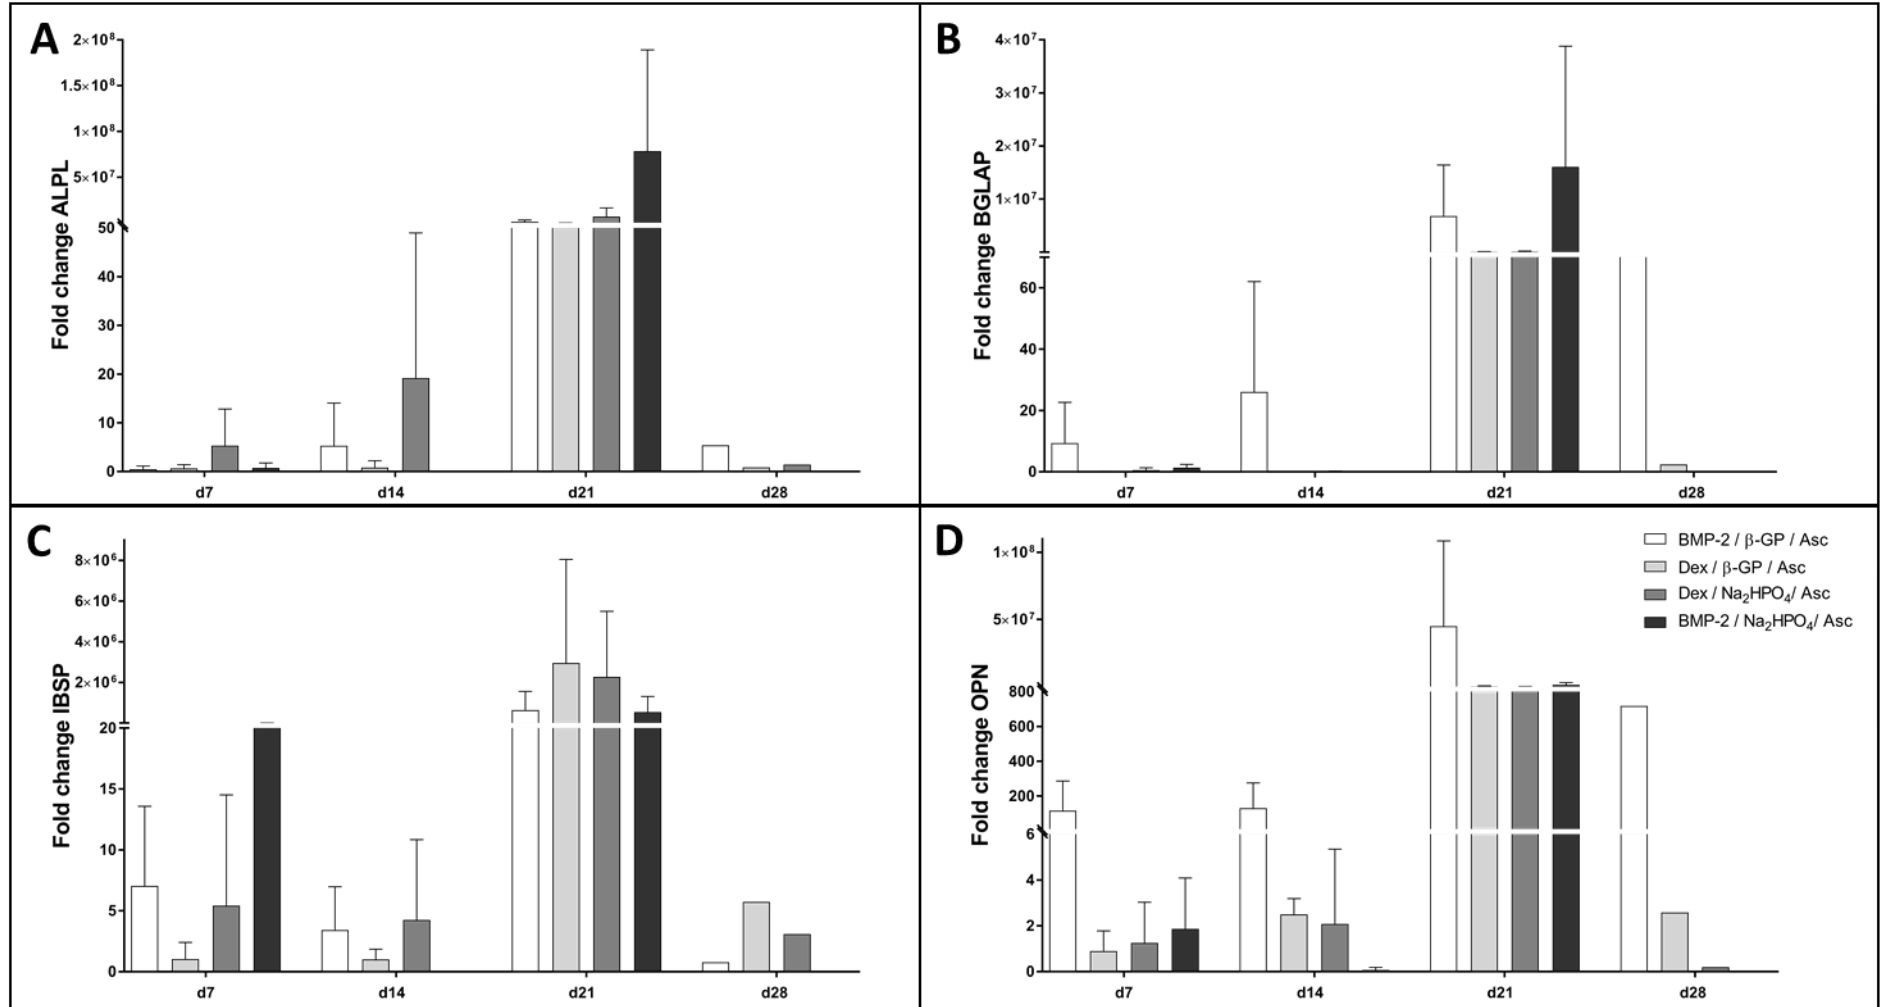 A
Fold change ALPL
2×10⁸
1.5×10⁸
1×10⁸
5×10⁷
50
40
30
20
10
0
d7 d14 d21 d28
B
Fold change BGLAP
4×10⁷
3×10⁷
2×10⁷
1×10⁷
60
40
20
0
d7 d14 d21 d28
C
Fold change IBSP
8×10⁶
6×10⁶
4×10⁶
2×10⁶
20
15
10
5
0
d7 d14 d21 d28
D
Fold change OPN
1×10⁸
5×10⁷
800
600
400
200
6
4
2
0
d7 d14 d21 d28
BMP-2 / β-GP / Asc
Dex / β-GP / Asc
Dex / Na₂HPO₄/ Asc
BMP-2 / Na₂HPO₄/ Asc